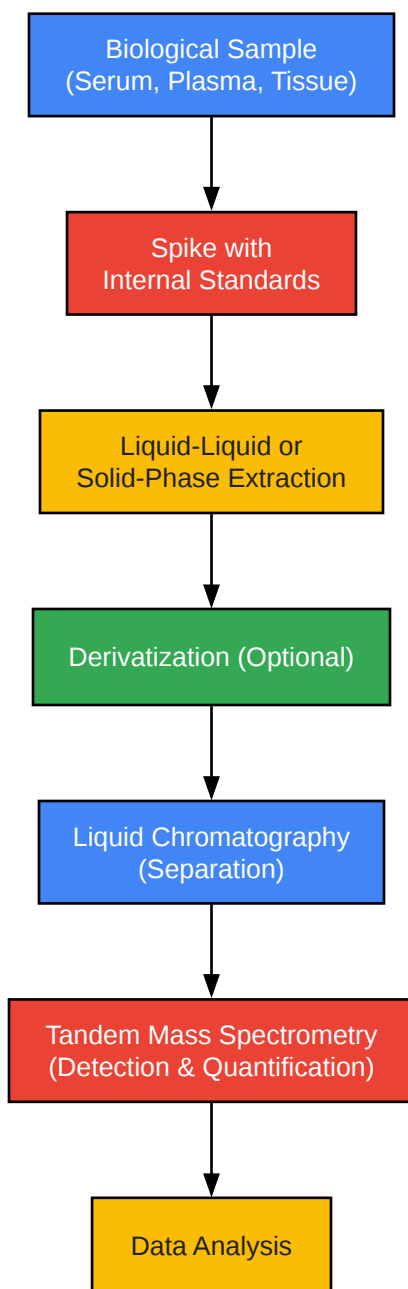 Biological Sample
(Serum, Plasma, Tissue)
Spike with
Internal Standards
Liquid-Liquid or
Solid-Phase Extraction
Derivatization (Optional)
Liquid Chromatography
(Separation)
Tandem Mass Spectrometry
(Detection & Quantification)
Data Analysis